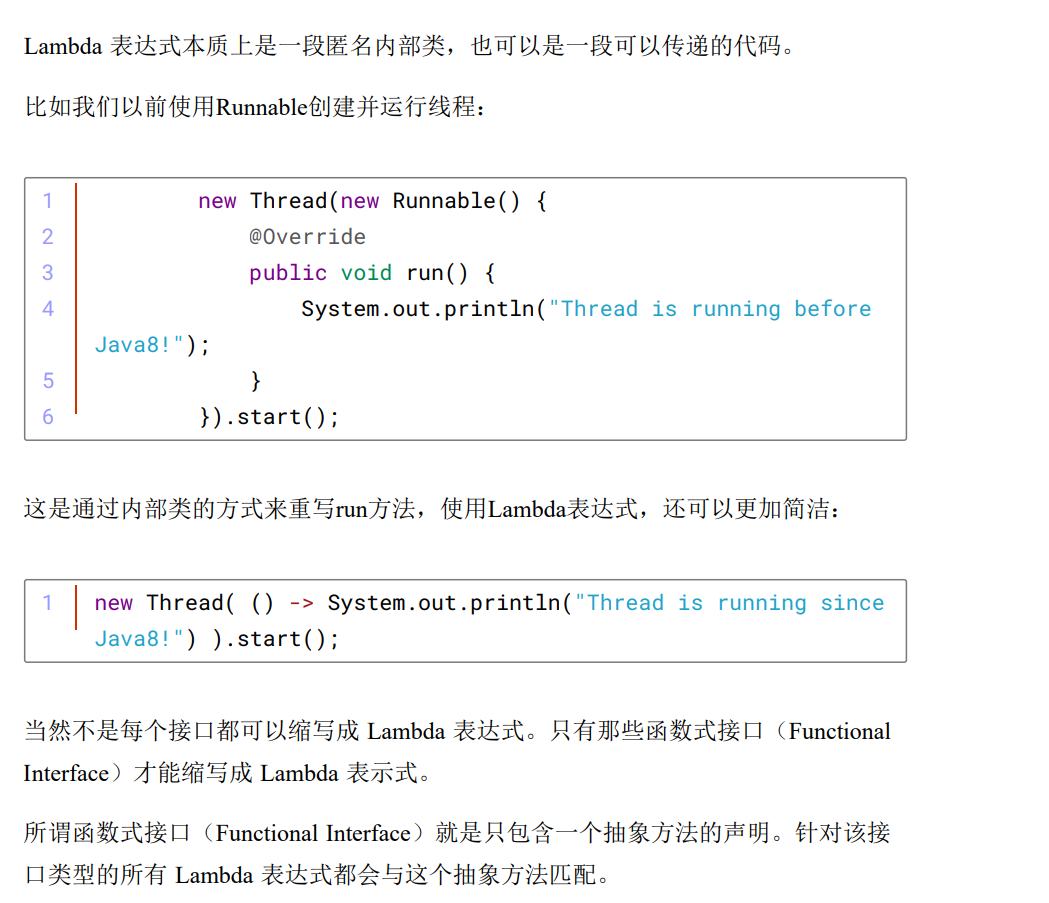 Lambda 表达式本质上是一段匿名内部类，也可以是一段可以传递的代码。
比如我们以前使用Runnable创建并运行线程：
1 new Thread(new Runnable() {
2 @Override
3 public void run() {
4 System.out.println("Thread is running before
Java8!");
5 }
6 }).start();
这是通过内部类的方式来重写run方法，使用Lambda表达式，还可以更加简洁：
1 new Thread( () -> System.out.println("Thread is running since
Java8!") ).start();
当然不是每个接口都可以缩写成 Lambda 表达式。只有那些函数式接口（Functional
Interface）才能缩写成 Lambda 表示式。
所谓函数式接口（Functional Interface）就是只包含一个抽象方法的声明。针对该接
口类型的所有 Lambda 表达式都会与这个抽象方法匹配。